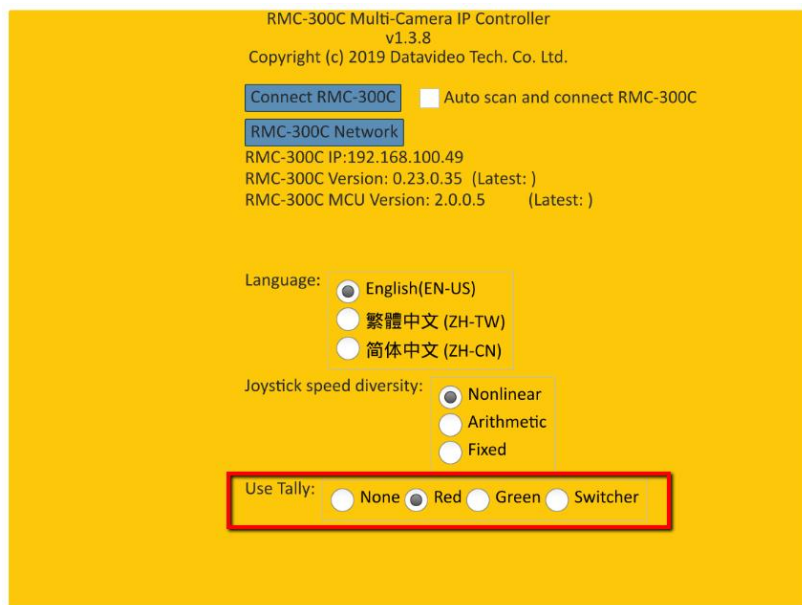 RMC-300C Multi-Camera IP Controller
v1.3.8
Copyright (c) 2019 Datavideo Tech. Co. Ltd.
Connect RMC-300C Auto scan and connect RMC-300C
RMC-300C Network
RMC-300C IP:192.168.100.49
RMC-300C Version: 0.23.0.35 (Latest: )
RMC-300C MCU Version: 2.0.0.5 (Latest: )
Language: English(EN-US)
繁體中文 (ZH-TW)
简体中文 (ZH-CN)
Joystick speed diversity: Nonlinear
Arithmetic
Fixed
Use Tally: None Red Green Switcher